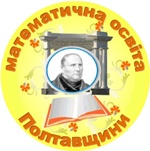 математична освіта
Полтавщини